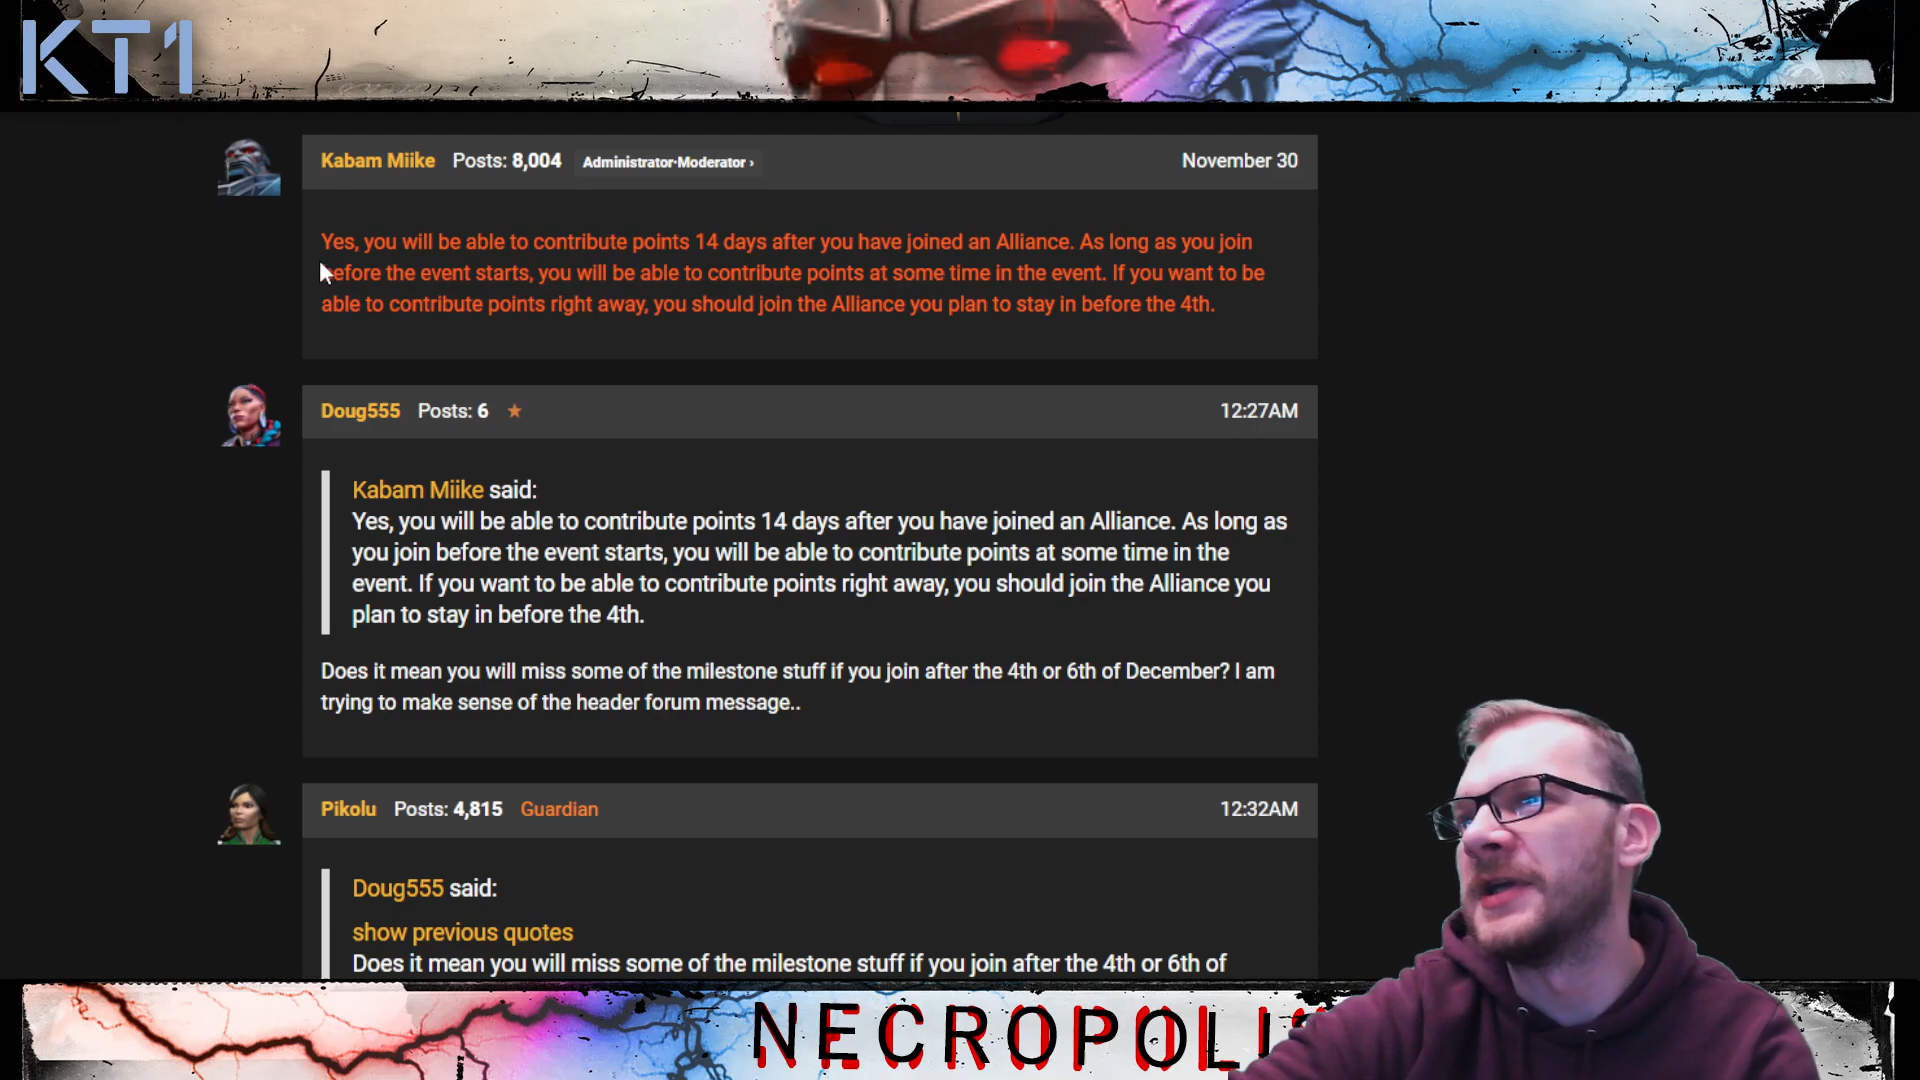 KT1
Kabam Miike Posts: 8,004 Administrator·Moderator › November 30
Yes, you will be able to contribute points 14 days after you have joined an Alliance. As long as you join
before the event starts, you will be able to contribute points at some time in the event. If you want to be
able to contribute points right away, you should join the Alliance you plan to stay in before the 4th.
Doug555 Posts: 6 ★ 12:27AM
Kabam Miike said:
Yes, you will be able to contribute points 14 days after you have joined an Alliance. As long as
you join before the event starts, you will be able to contribute points at some time in the
event. If you want to be able to contribute points right away, you should join the Alliance you
plan to stay in before the 4th.
Does it mean you will miss some of the milestone stuff if you join after the 4th or 6th of December? I am
trying to make sense of the header forum message..
Pikolu Posts: 4,815 Guardian 12:32AM
Doug555 said:
show previous quotes
Does it mean you will miss some of the milestone stuff if you join after the 4th or 6th of
NECROPOLIS